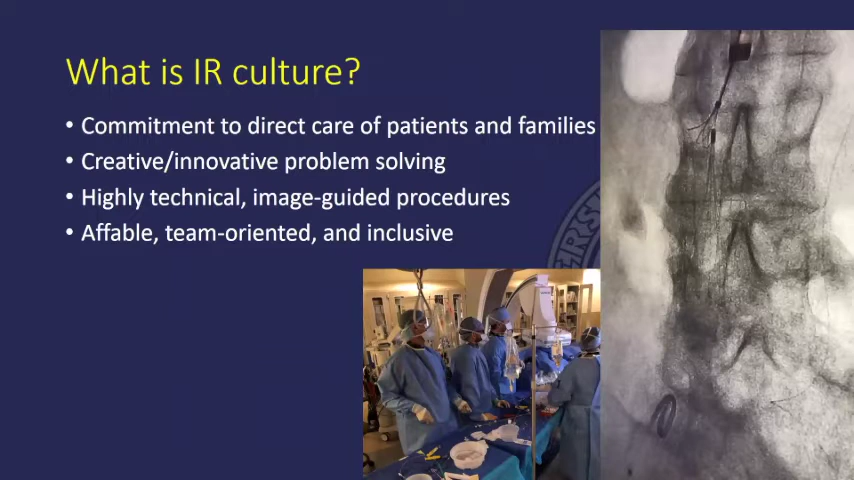 What is IR culture?
• Commitment to direct care of patients and families
• Creative/innovative problem solving
• Highly technical, image-guided procedures
• Affable, team-oriented, and inclusive